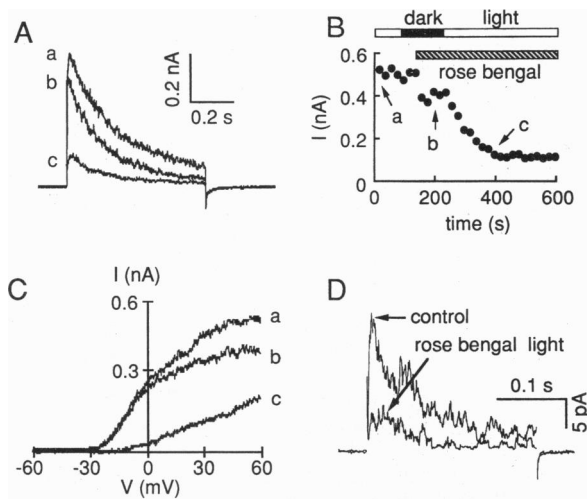 A
a
b
c
0.2 nA
0.2 s
B
dark light
rose bengal
0.6
0.4
0.2
0
I (nA)
a
b
c
0 200 400 600
time (s)
C
I (nA)
0.6
0.3
a
b
c
-60 -30 0 30 60
V (mV)
D
control
rose bengal light
0.1 s
5 pA